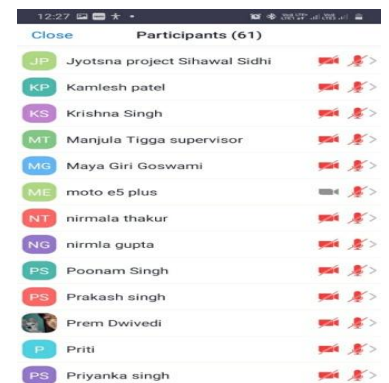 12:27
Close Participants (61)
JP Jyotsna project Sihawal Sidhi
KP Kamlesh patel
KS Krishna Singh
MT Manjula Tigga supervisor
MG Maya Giri Goswami
ME moto e5 plus
NT nirmala thakur
NG nirmla gupta
PS Poonam Singh
PS Prakash singh
Prem Dwivedi
P Priti
PS Priyanka singh